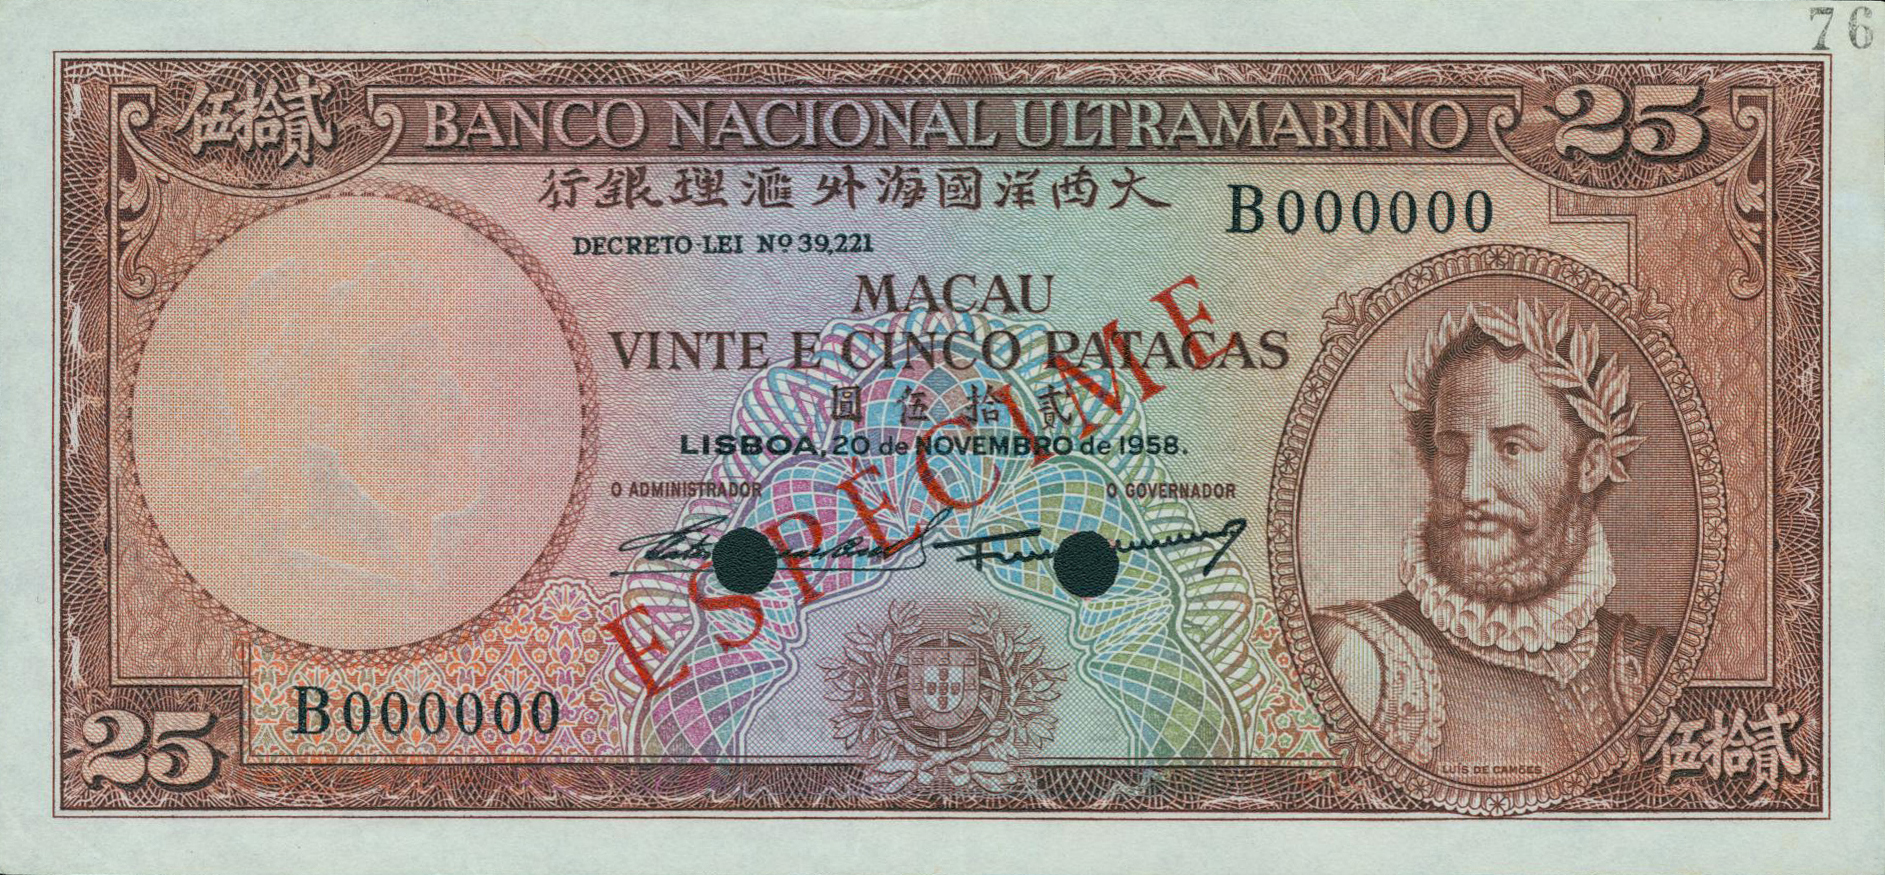 76
伍拾貳
BANCO NACIONAL ULTRAMARINO
25
行銀理滙外海國洋西大
B000000
DECRETO-LEI Nº 39,221
MACAU
VINTE E CINCO PATACAS
圓伍拾貳
LISBOA, 20 de NOVEMBRO de 1958.
O ADMINISTRADOR
O GOVERNADOR
ESPÉCIME
B000000
25
LUÍS DE CAMÕES
伍拾貳